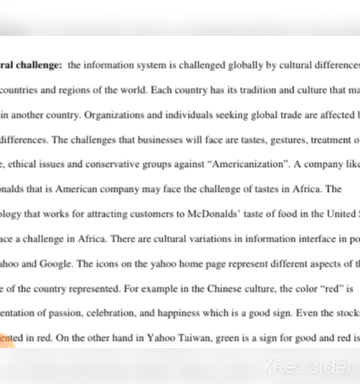 ral challenge: the information system is challenged globally by cultural differences
countries and regions of the world. Each country has its tradition and culture that ma
in another country. Organizations and individuals seeking global trade are affected b
differences. The challenges that businesses will face are tastes, gestures, treatment o
e, ethical issues and conservative groups against “Americanization”. A company like
nalds that is American company may face the challenge of tastes in Africa. The
ology that works for attracting customers to McDonalds’ taste of food in the United S
ace a challenge in Africa. There are cultural variations in information interface in po
ahoo and Google. The icons on the yahoo home page represent different aspects of th
e of the country represented. For example in the Chinese culture, the color “red” is
entation of passion, celebration, and happiness which is a good sign. Even the stock
ented in red. On the other hand in Yahoo Taiwan, green is a sign for good and red is
XRecorder